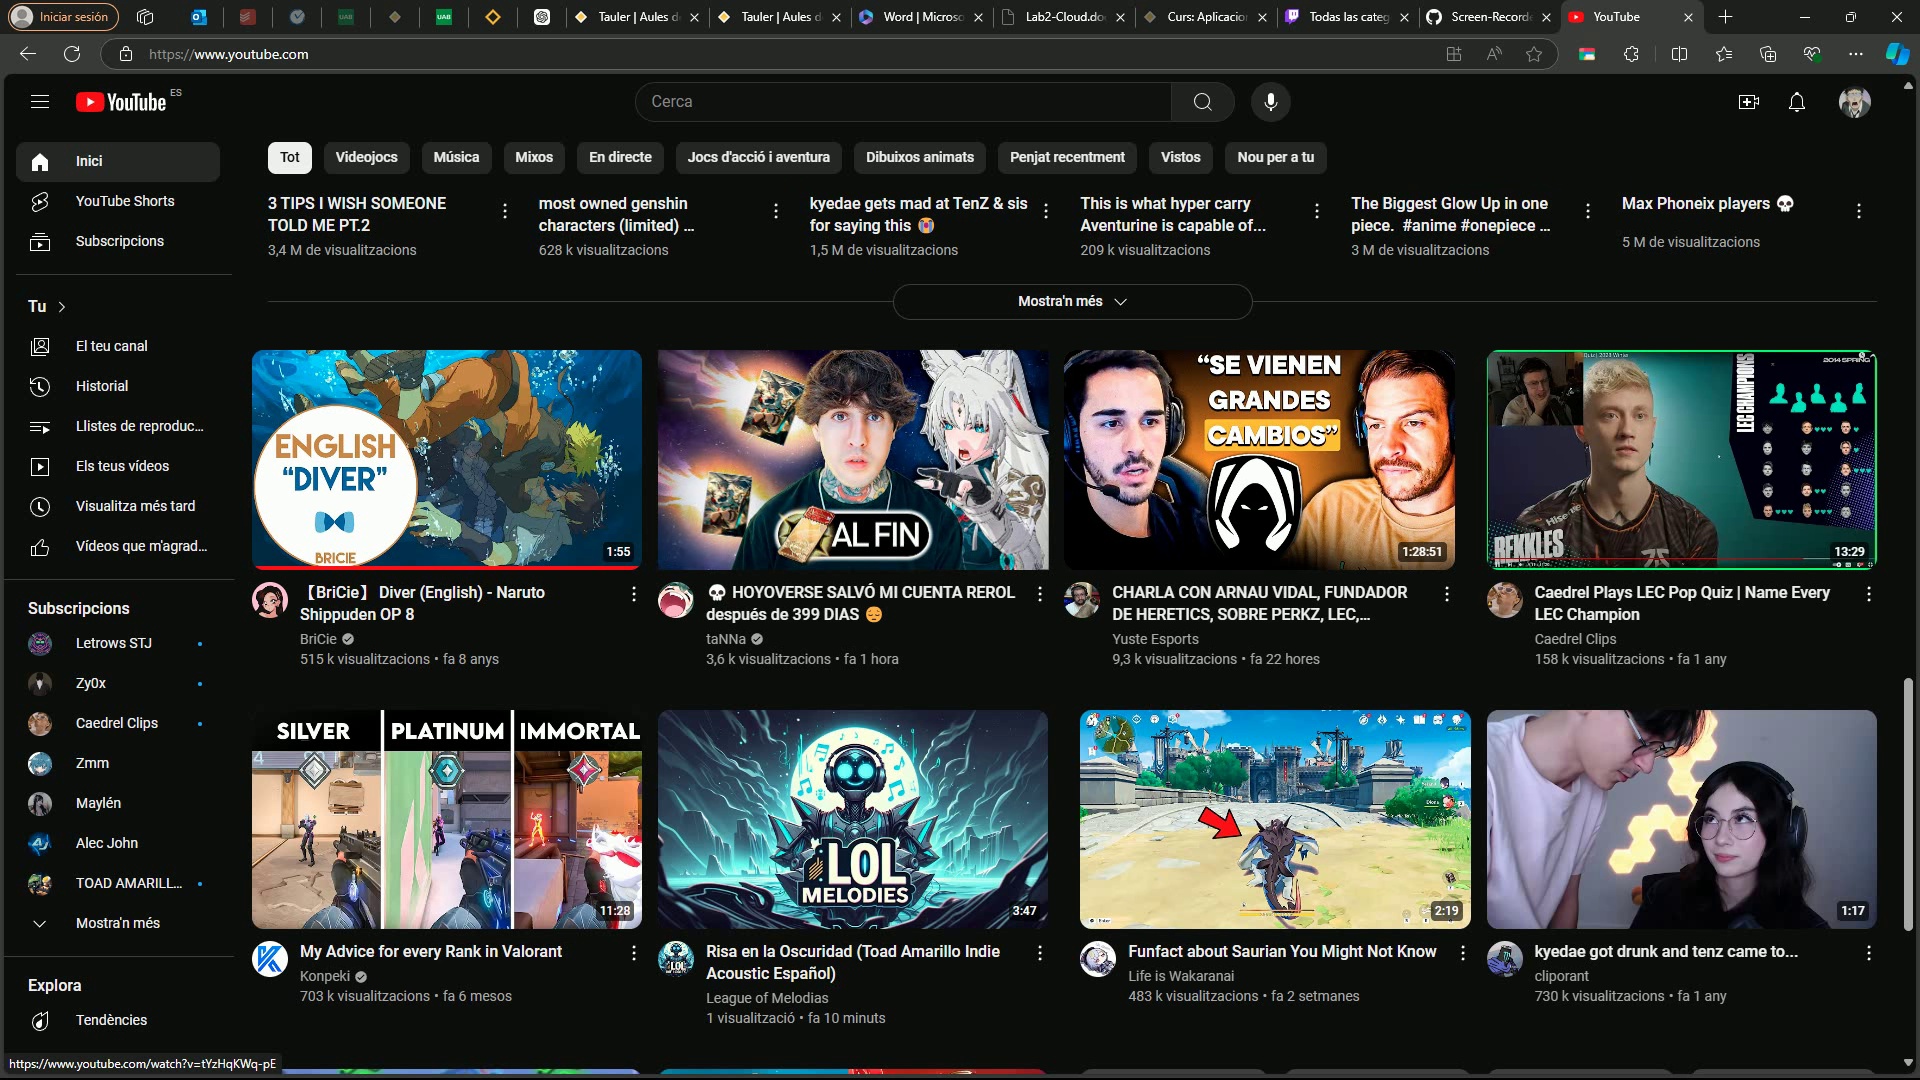 Iniciar sesión
Tauler | Aules d
Tauler | Aules d
Word | Microso
Lab2-Cloud.do
Curs: Aplicacio
Todas las categ
Screen-Recorde
YouTube
https://www.youtube.com
YouTube ES
Cerca
Inici
YouTube Shorts
Subscripcions
Tu
El teu canal
Historial
Llistes de reproduc...
Els teus vídeos
Visualitza més tard
Vídeos que m'agrad...
Subscripcions
Letrows STJ
Zy0x
Caedrel Clips
Zmm
Maylén
Alec John
TOAD AMARILL...
Mostra'n més
Explora
Tendències
Tot
Videojocs
Música
Mixos
En directe
Jocs d'acció i aventura
Dibuixos animats
Penjat recentment
Vistos
Nou per a tu
3 TIPS I WISH SOMEONE
TOLD ME PT.2
3,4 M de visualitzacions
most owned genshin
characters (limited) ...
628 k visualitzacions
kyedae gets mad at TenZ & sis
for saying this 😭
1,5 M de visualitzacions
This is what hyper carry
Aventurine is capable of...
209 k visualitzacions
The Biggest Glow Up in one
piece. #anime #onepiece ...
3 M de visualitzacions
Max Phoneix players 💀
5 M de visualitzacions
Mostra'n més
ENGLISH
“DIVER”
BRICIE
1:55
【BriCie】 Diver (English) - Naruto
Shippuden OP 8
BriCie
515 k visualitzacions • fa 8 anys
AL FIN
💀 HOYOVERSE SALVÓ MI CUENTA REROL
después de 399 DIAS 😔
taNNa
3,6 k visualitzacions • fa 1 hora
“SE VIENEN
GRANDES
CAMBIOS”
1:28:51
CHARLA CON ARNAU VIDAL, FUNDADOR
DE HERETICS, SOBRE PERKZ, LEC,...
Yuste Esports
9,3 k visualitzacions • fa 22 hores
2014 SPRING
LEC CHAMPIONS
REKKLES
13:29
Caedrel Plays LEC Pop Quiz | Name Every
LEC Champion
Caedrel Clips
158 k visualitzacions • fa 1 any
SILVER
PLATINUM
IMMORTAL
11:28
My Advice for every Rank in Valorant
Konpeki
703 k visualitzacions • fa 6 mesos
LOL
MELODIES
3:47
Risa en la Oscuridad (Toad Amarillo Indie
Acoustic Español)
League of Melodias
1 visualització • fa 10 minuts
2:19
Funfact about Saurian You Might Not Know
Life is Wakaranai
483 k visualitzacions • fa 2 setmanes
1:17
kyedae got drunk and tenz came to...
cliporant
730 k visualitzacions • fa 1 any
https://www.youtube.com/watch?v=tYzHqKWq-pE